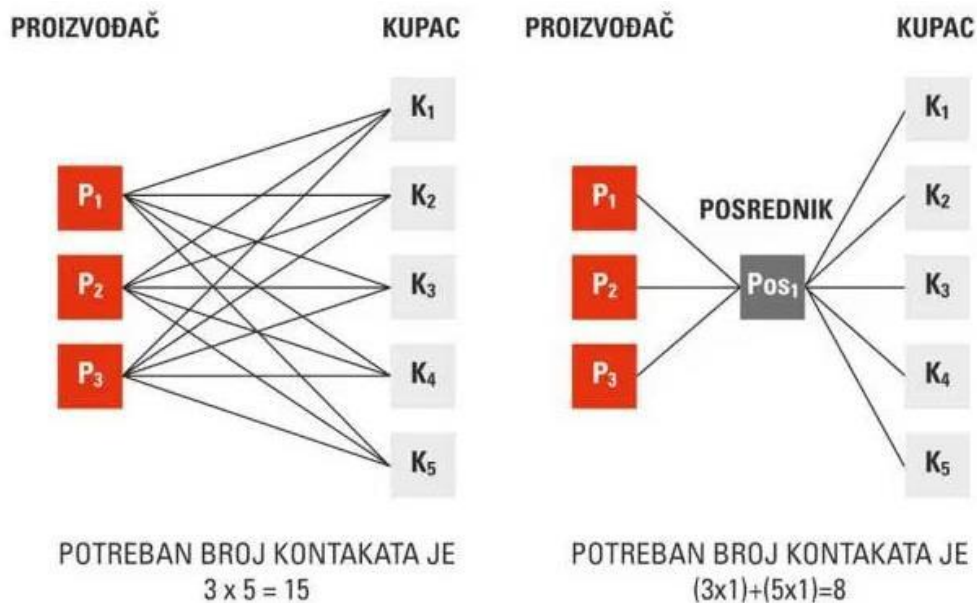 PROIZVOĐAČ
KUPAC
P₁
P₂
P₃
K₁
K₂
K₃
K₄
K₅
POTREBAN BROJ KONTAKATA JE
3 x 5 = 15
PROIZVOĐAČ
KUPAC
P₁
P₂
P₃
POSREDNIK
Pos₁
K₁
K₂
K₃
K₄
K₅
POTREBAN BROJ KONTAKATA JE
(3x1)+(5x1)=8